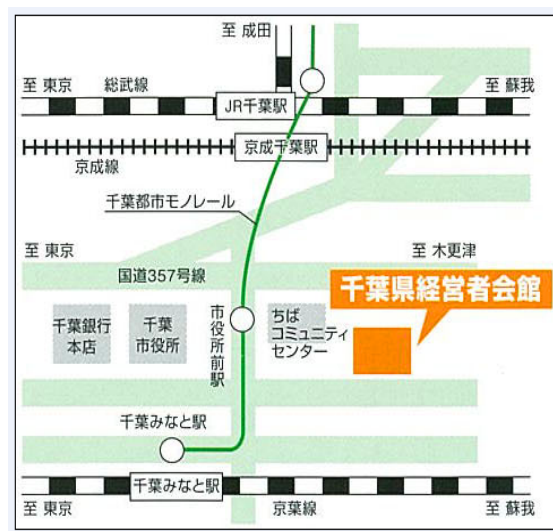 至 成田
至 東京
総武線
至 蘇我
JR千葉駅
京成千葉駅
京成線
千葉都市モノレール
至 東京
至 木更津
国道357号線
千葉県経営者会館
千葉銀行
本店
千葉
市役所
市役所前駅
ちば
コミュニティ
センター
千葉みなと駅
千葉みなと駅
至 東京
京葉線
至 蘇我